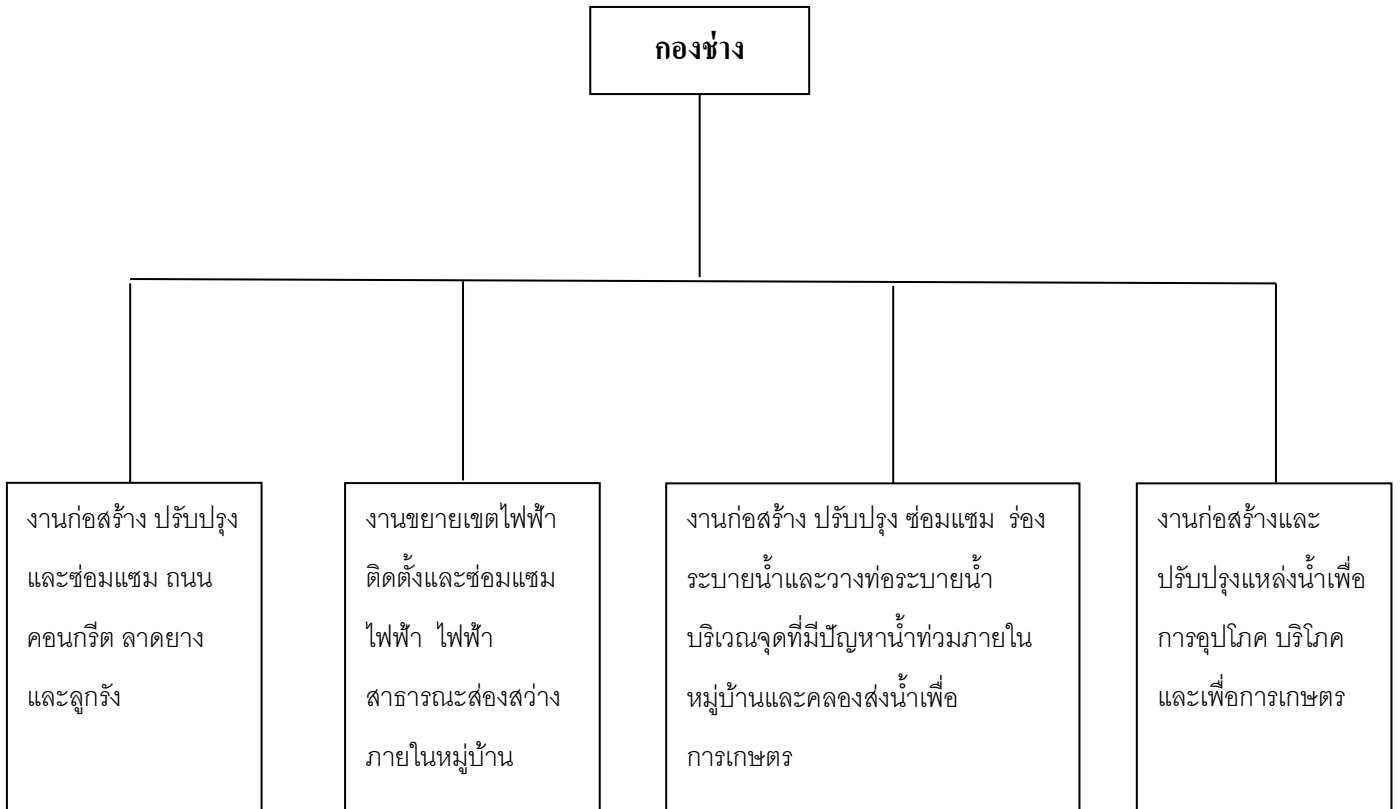 กองช่าง
งานก่อสร้าง ปรับปรุง
และซ่อมแซม ถนน
คอนกรีต ลาดยาง
และลูกรัง
งานขยายเขตไฟฟ้า
ติดตั้งและซ่อมแซม
ไฟฟ้า ไฟฟ้า
สาธารณะส่องสว่าง
ภายในหมู่บ้าน
งานก่อสร้าง ปรับปรุง ซ่อมแซม ร่อง
ระบายน้ำและวางท่อระบายน้ำ
บริเวณจุดที่มีปัญหาน้ำท่วมภายใน
หมู่บ้านและคลองส่งน้ำเพื่อ
การเกษตร
งานก่อสร้างและ
ปรับปรุงแหล่งน้ำเพื่อ
การอุปโภค บริโภค
และเพื่อการเกษตร